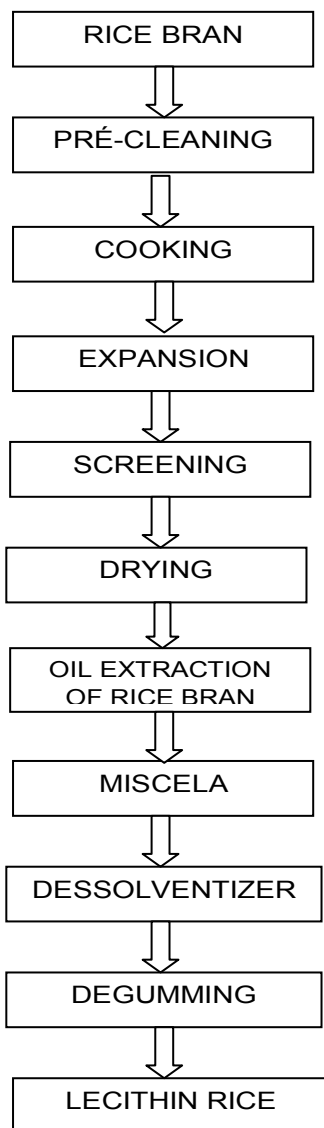 RICE BRAN
PRÉ-CLEANING
COOKING
EXPANSION
SCREENING
DRYING
OIL EXTRACTION
OF RICE BRAN
MISCELA
DESSOLVENTIZER
DEGUMMING
LECITHIN RICE